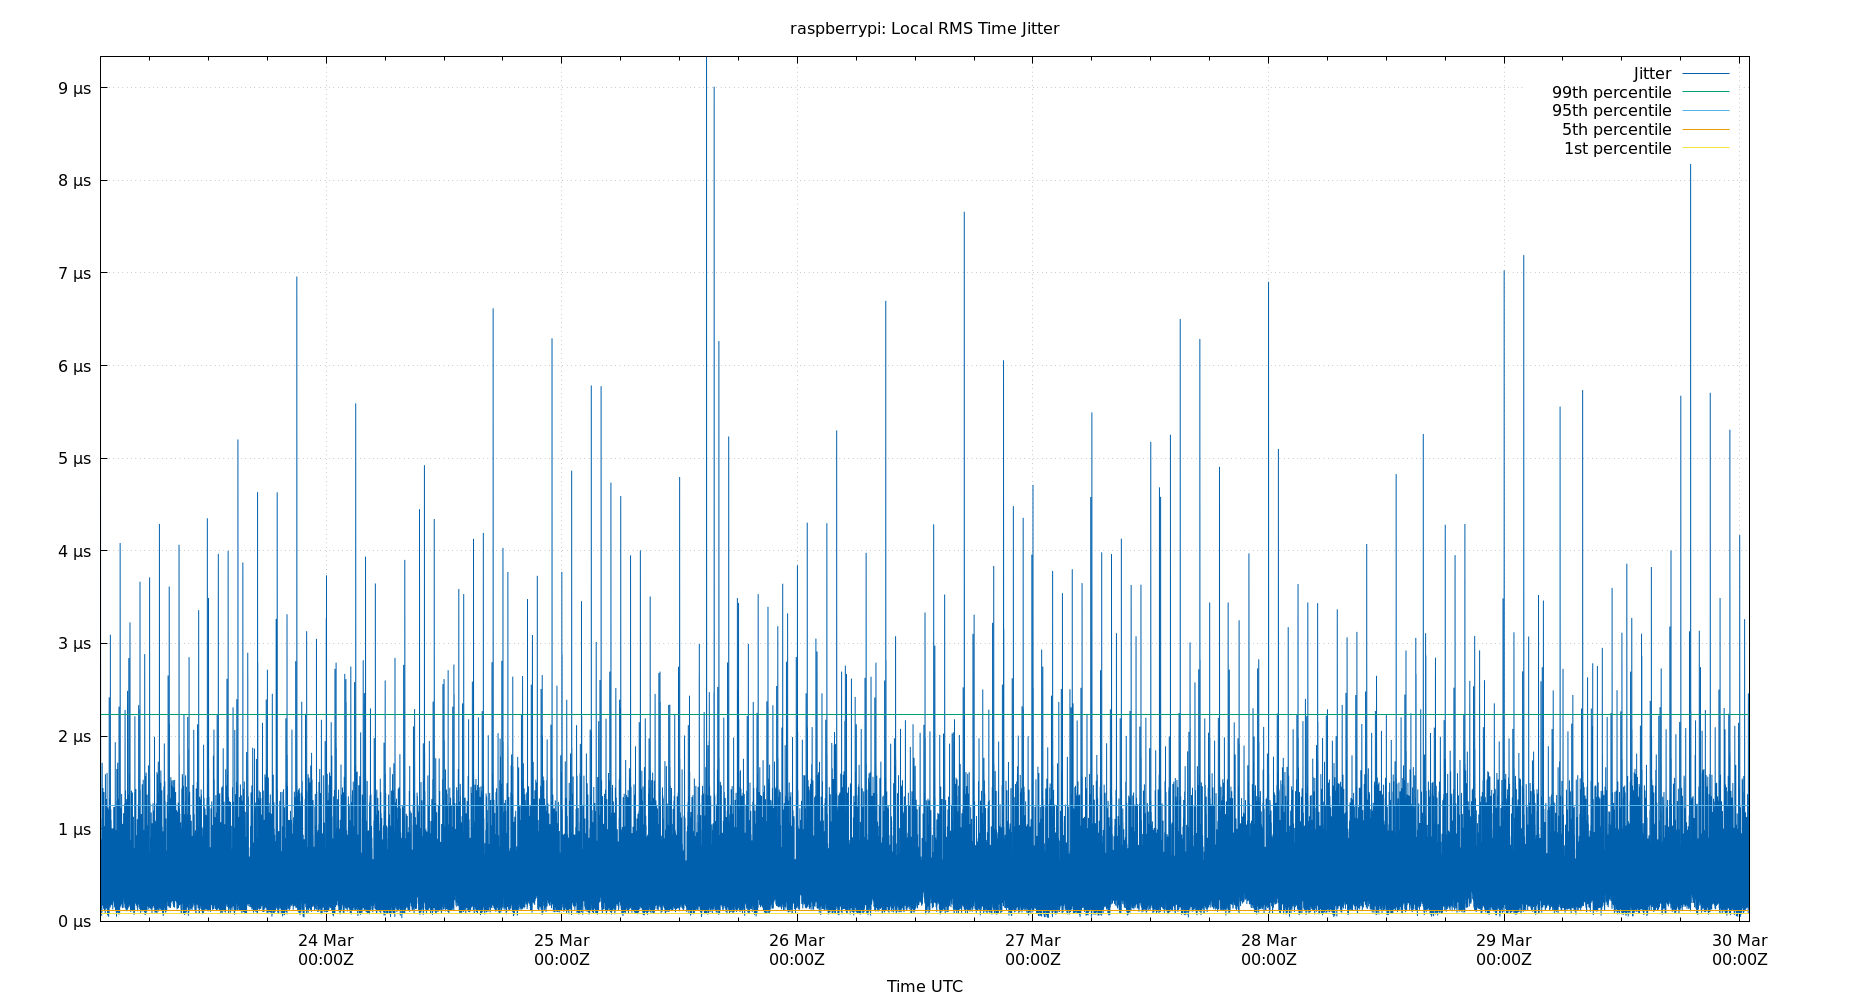 raspberrypi: Local RMS Time Jitter
9 µs
8 µs
7 µs
6 µs
5 µs
4 µs
3 µs
2 µs
1 µs
0 µs
Jitter
99th percentile
95th percentile
5th percentile
1st percentile
24 Mar
00:00Z
25 Mar
00:00Z
26 Mar
00:00Z
27 Mar
00:00Z
28 Mar
00:00Z
29 Mar
00:00Z
30 Mar
00:00Z
Time UTC